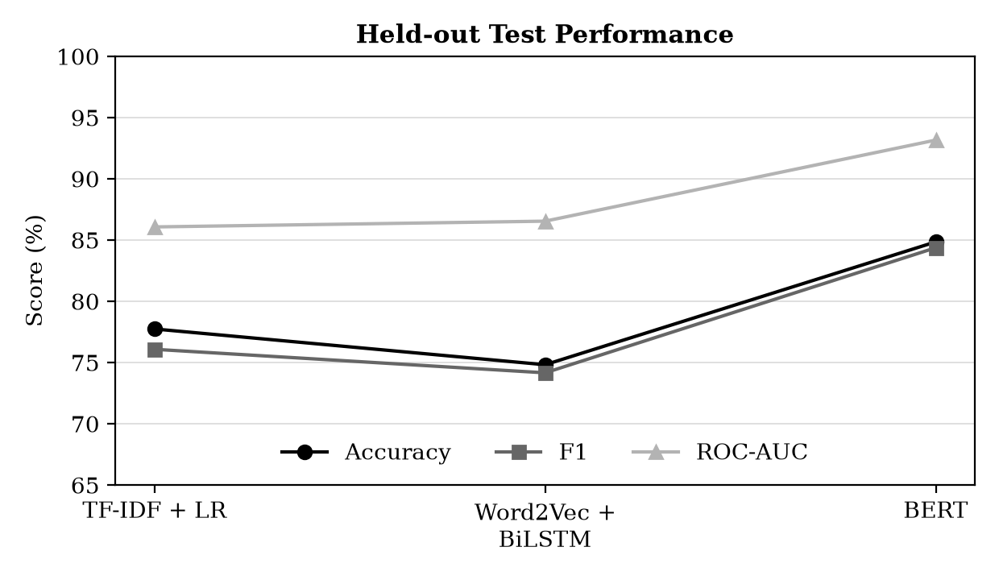 Held-out Test Performance
100
95
90
85
80
75
70
65
Score (%)
Accuracy F1 ROC-AUC
TF-IDF + LR Word2Vec + BERT
BiLSTM